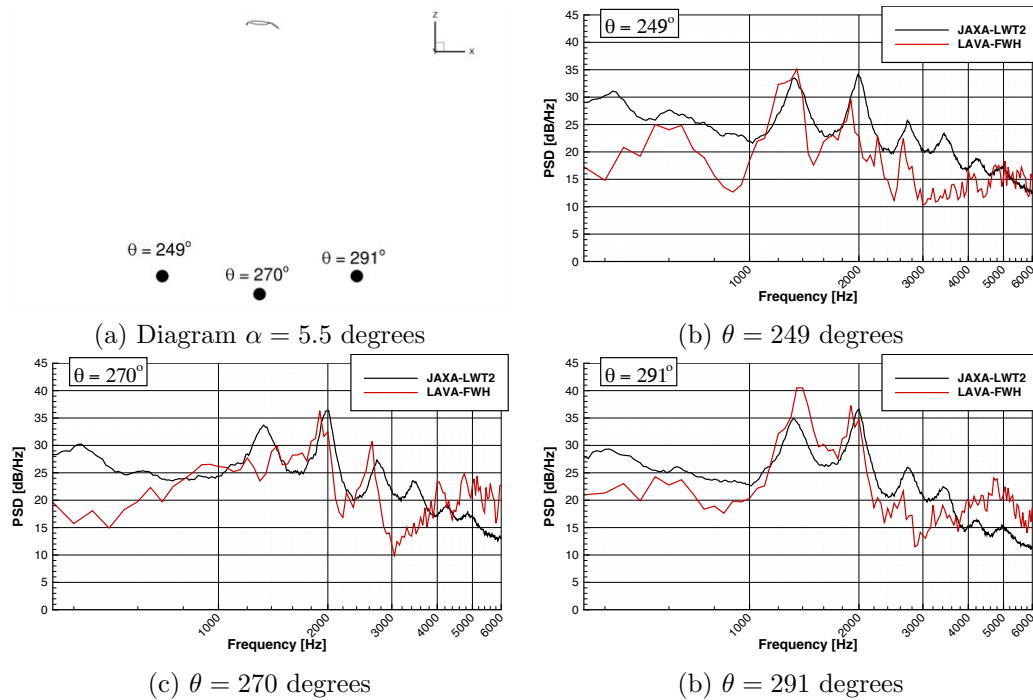 z
x
θ = 249°
θ = 270°
θ = 291°
(a) Diagram α = 5.5 degrees
θ = 249°
JAXA-LWT2
LAVA-FWH
PSD [dB/Hz]
45
40
35
30
25
20
15
10
5
0
1000 2000 3000 4000 5000 6000
Frequency [Hz]
(b) θ = 249 degrees
θ = 270°
JAXA-LWT2
LAVA-FWH
PSD [dB/Hz]
45
40
35
30
25
20
15
10
5
0
1000 2000 3000 4000 5000 6000
Frequency [Hz]
(c) θ = 270 degrees
θ = 291°
JAXA-LWT2
LAVA-FWH
PSD [dB/Hz]
45
40
35
30
25
20
15
10
5
0
1000 2000 3000 4000 5000 6000
Frequency [Hz]
(b) θ = 291 degrees